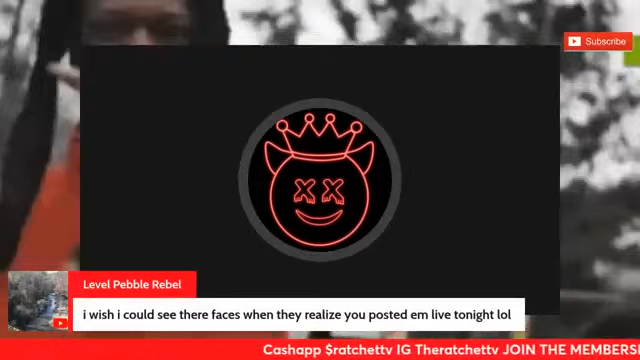 Subscribe
Level Pebble Rebel
i wish i could see there faces when they realize you posted em live tonight lol
Cashapp $ratchettv IG Theratchettv JOIN THE MEMBERS